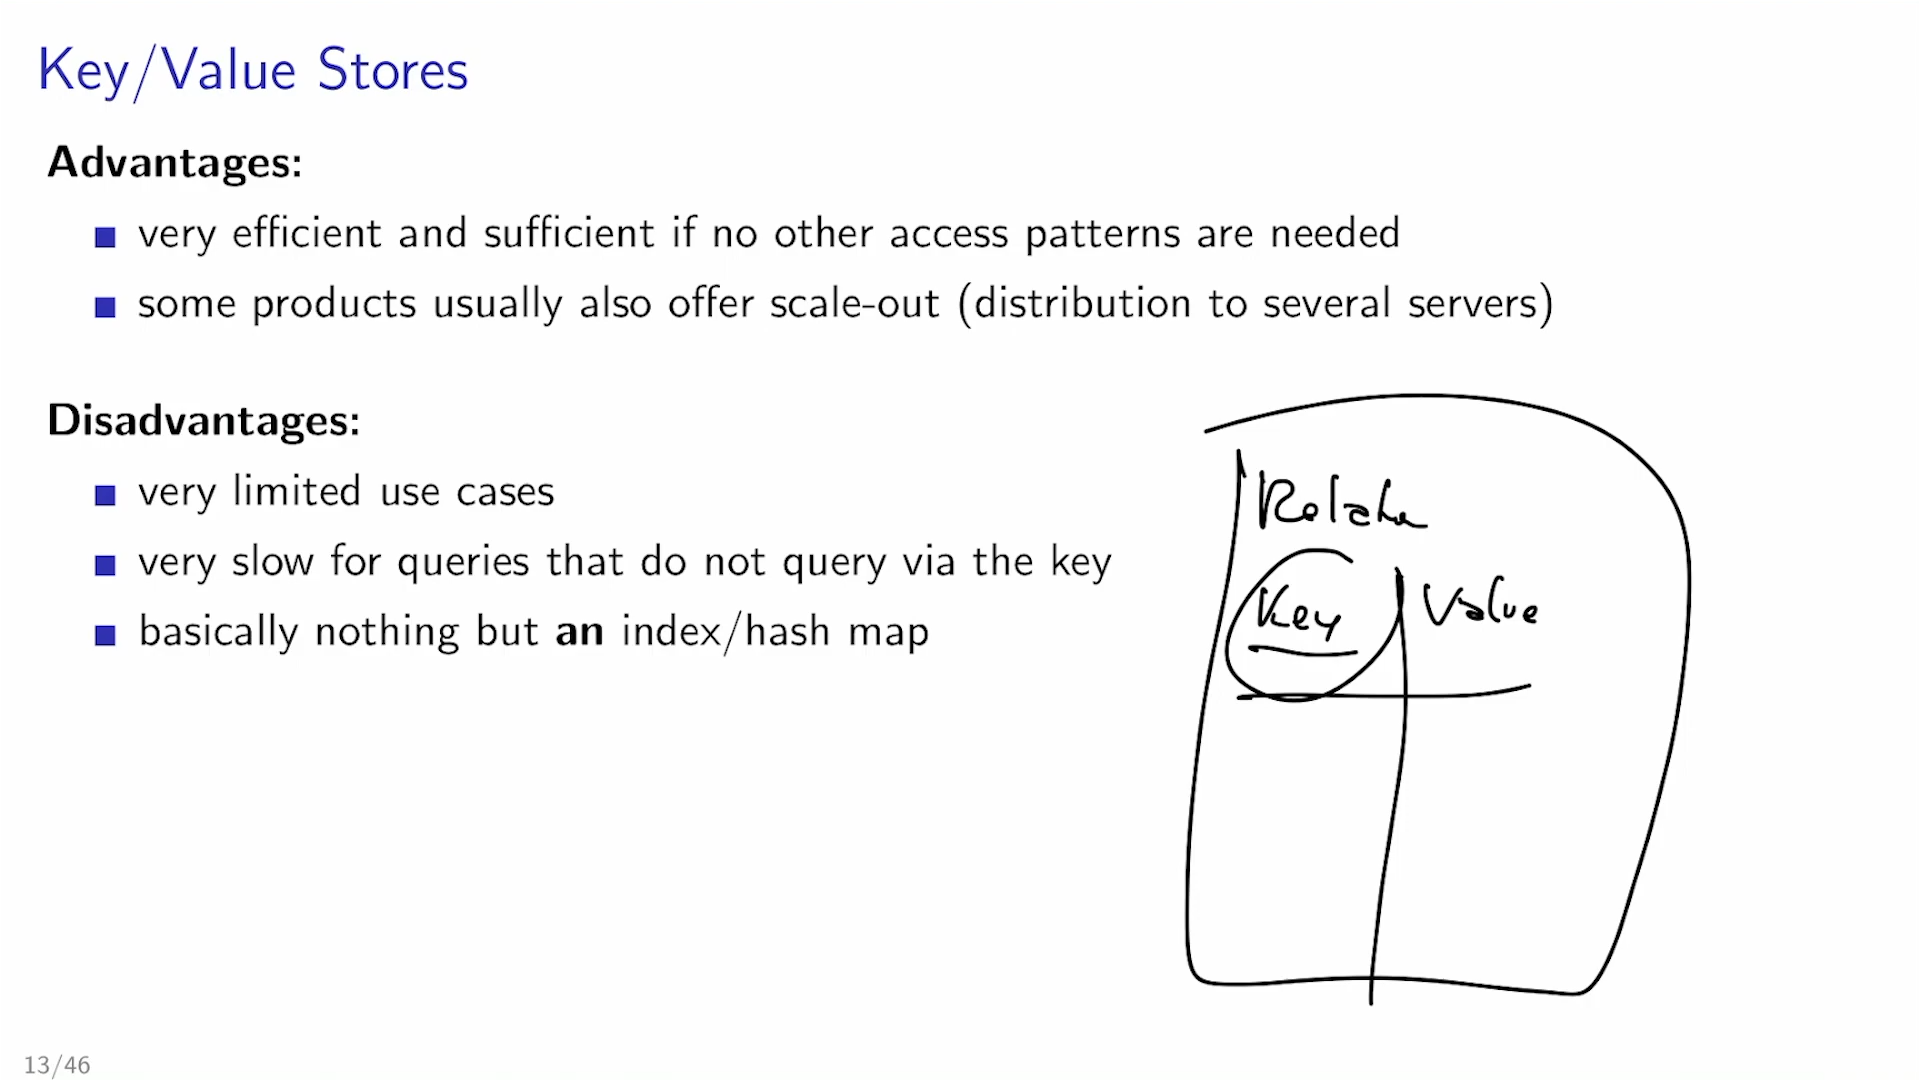 Key/Value Stores
Advantages:
very efficient and sufficient if no other access patterns are needed
some products usually also offer scale-out (distribution to several servers)
Disadvantages:
very limited use cases
very slow for queries that do not query via the key
basically nothing but an index/hash map
Key Value
13/46